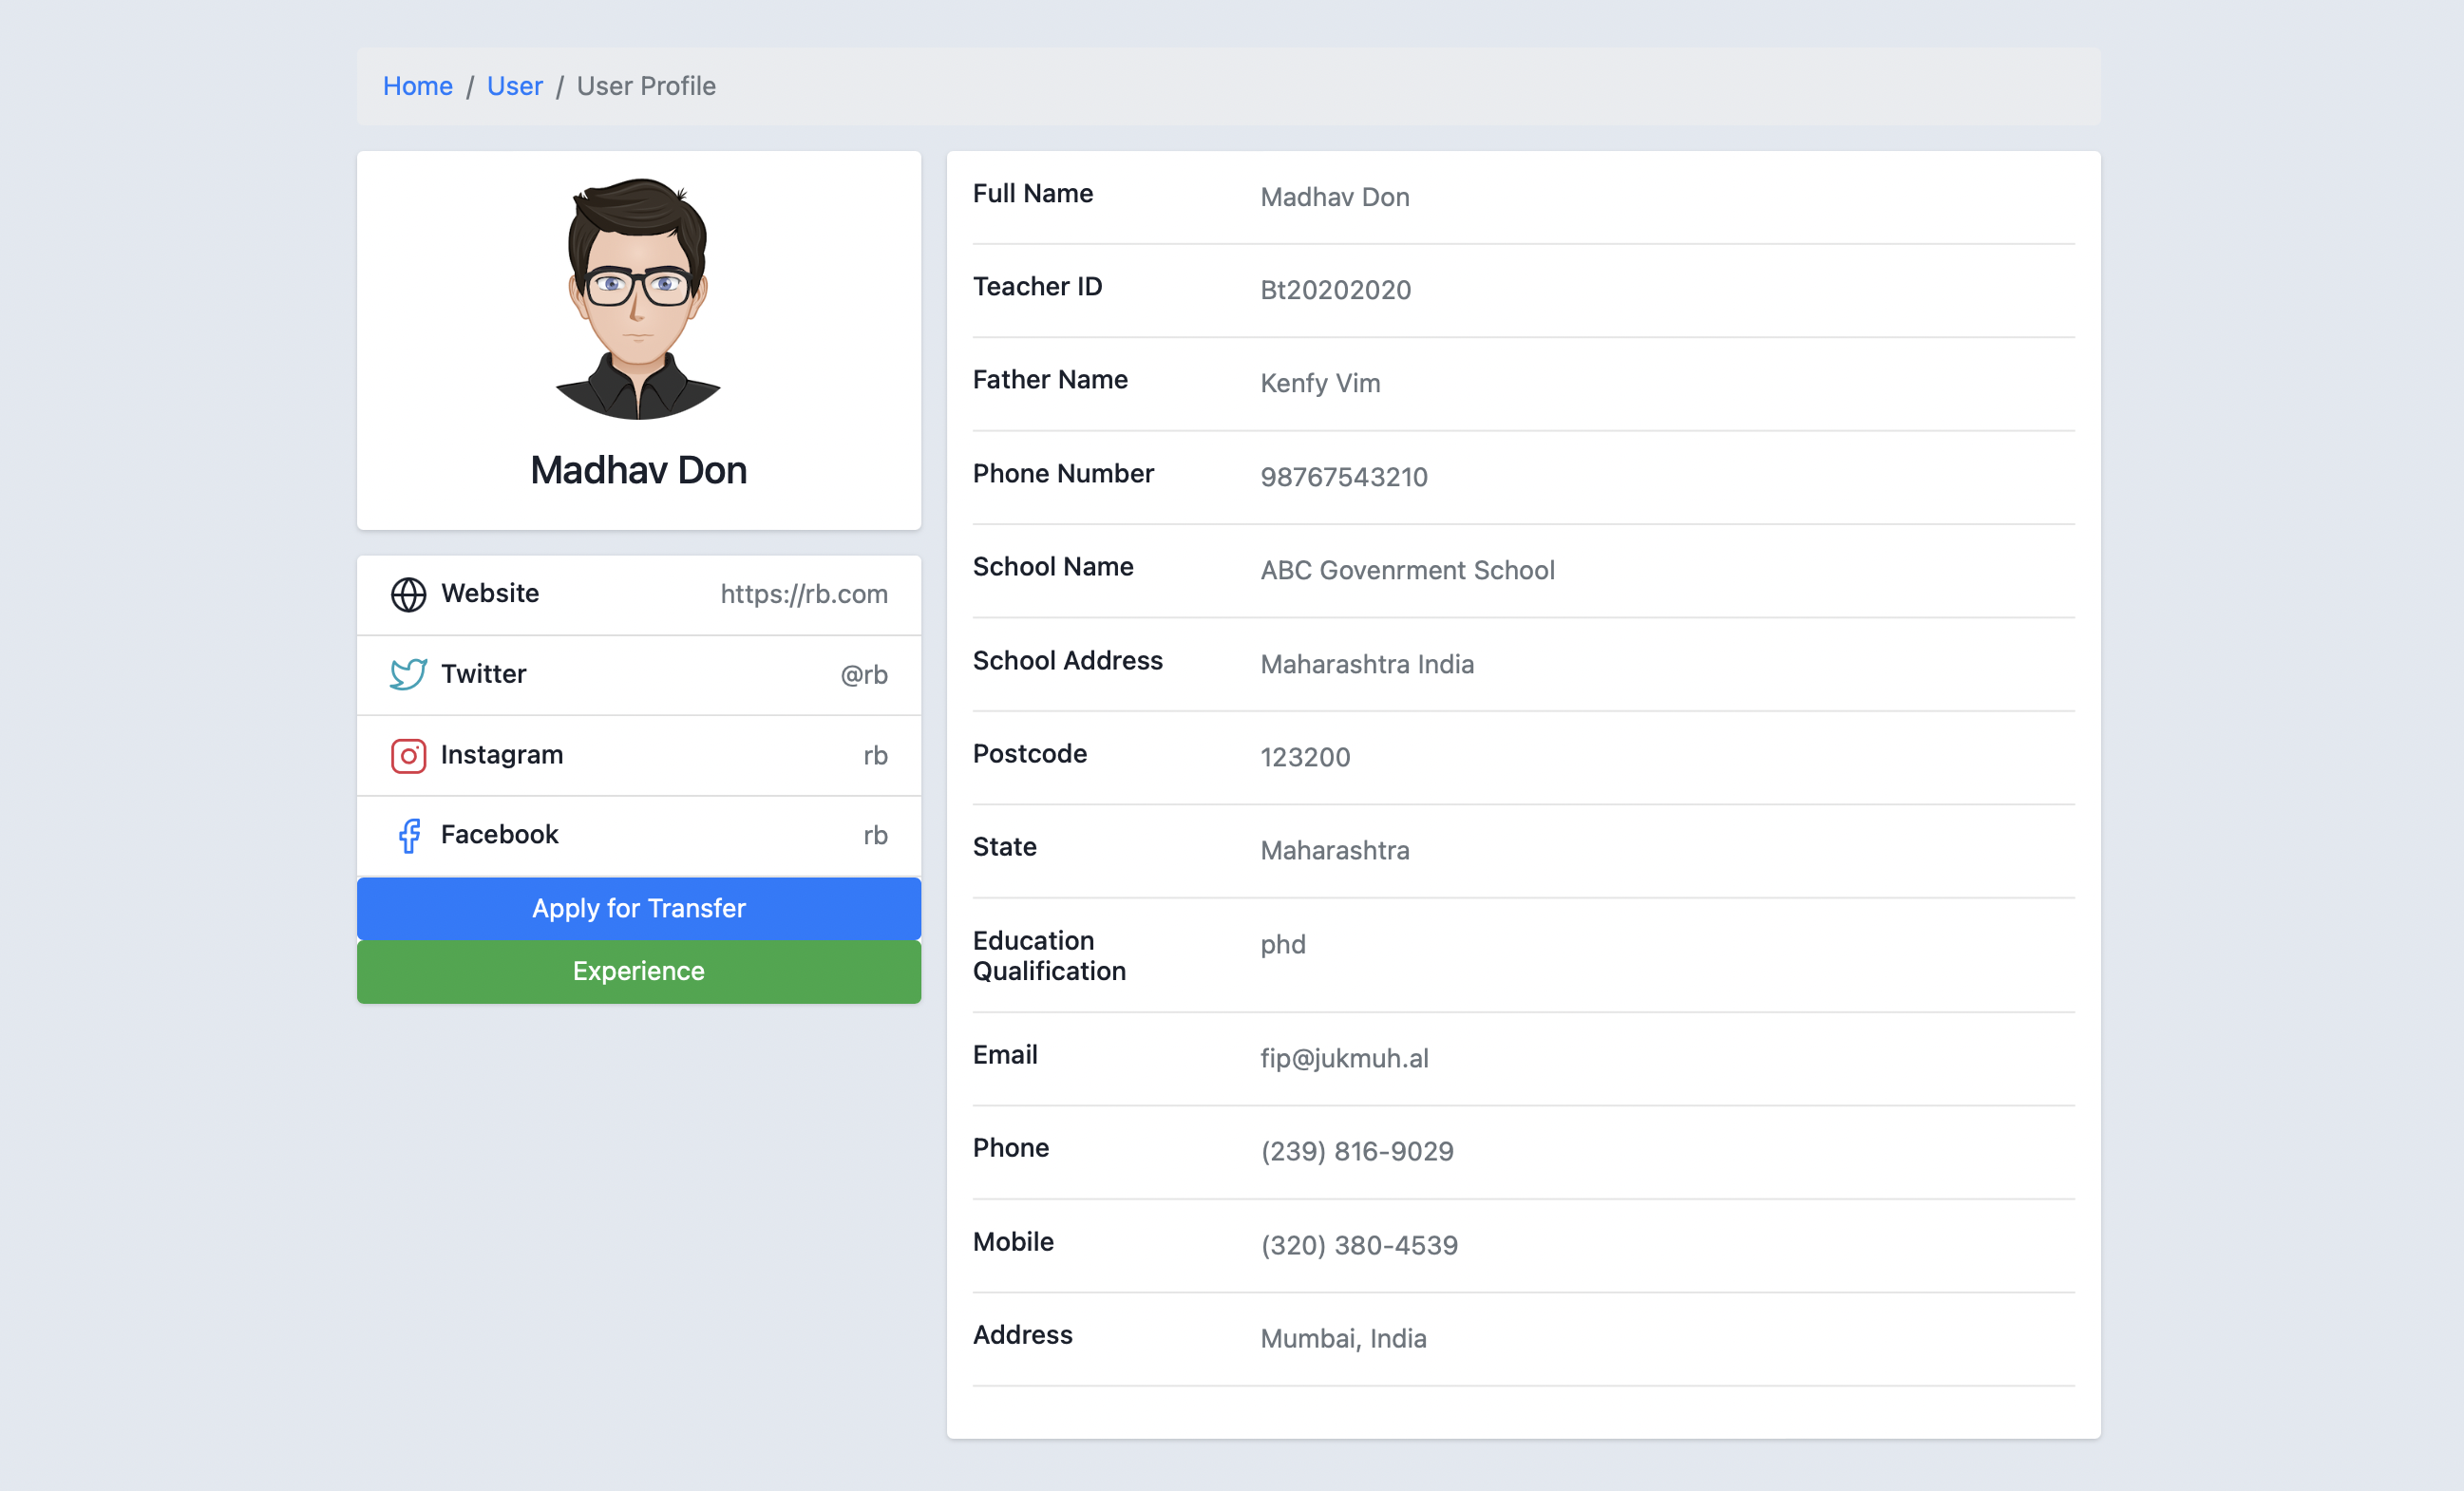 Home / User / User Profile
Madhav Don
Website https://rb.com
Twitter @rb
Instagram rb
Facebook rb
Apply for Transfer
Experience
Full Name Madhav Don
Teacher ID Bt20202020
Father Name Kenfy Vim
Phone Number 98767543210
School Name ABC Govenrment School
School Address Maharashtra India
Postcode 123200
State Maharashtra
Education phd
Qualification
Email fip@jukmuh.al
Phone (239) 816-9029
Mobile (320) 380-4539
Address Mumbai, India